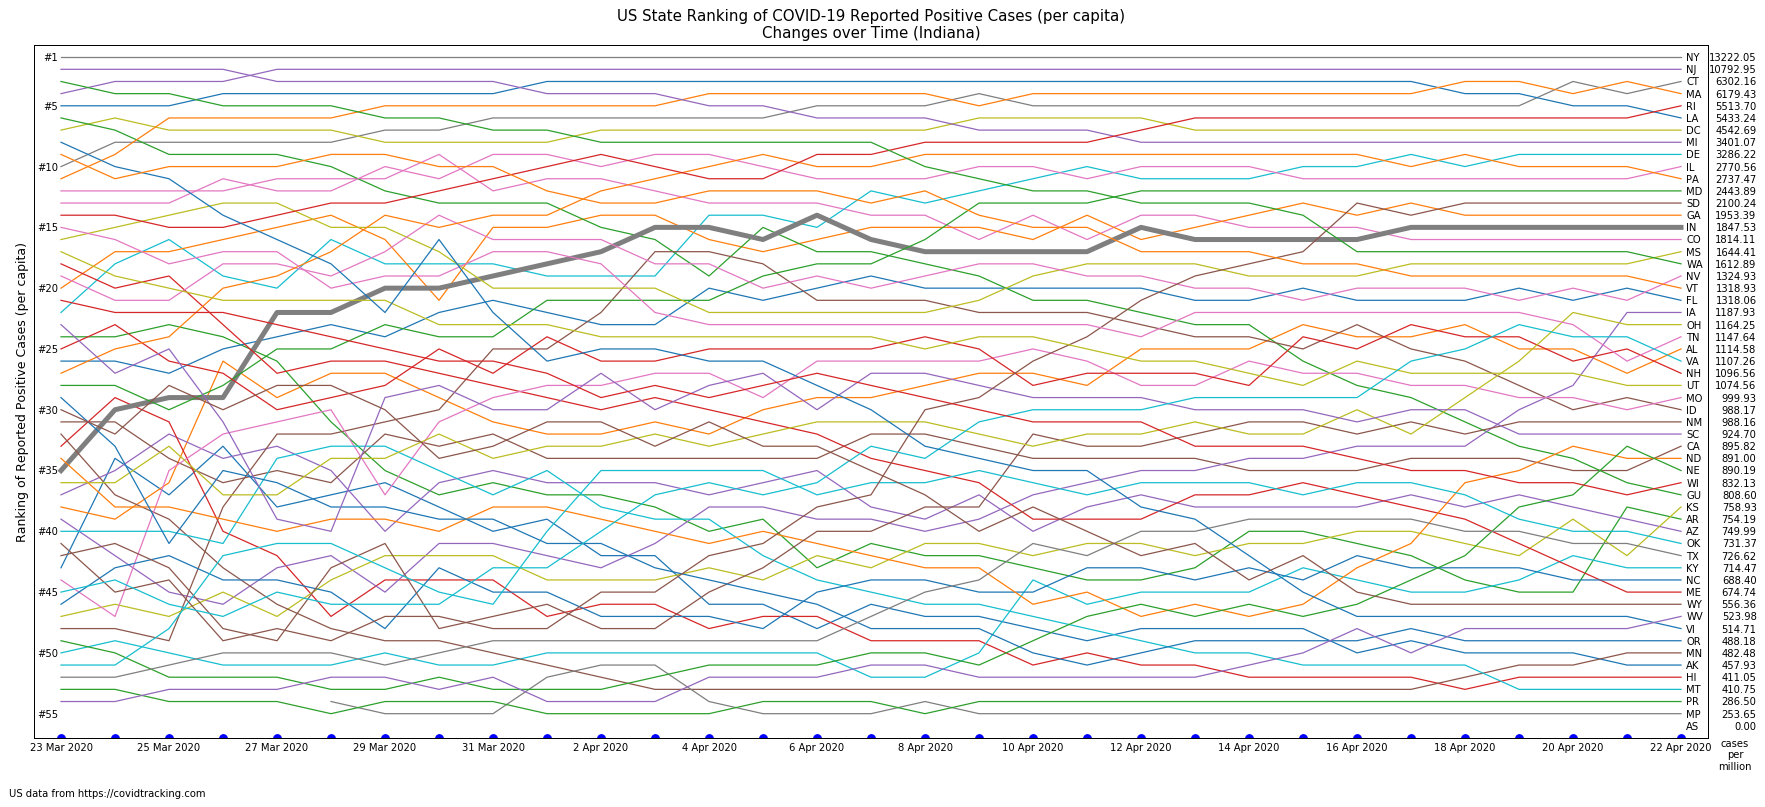 US State Ranking of COVID-19 Reported Positive Cases (per capita)
Changes over Time (Indiana)
Ranking of Reported Positive Cases (per capita)
#1
#5
#10
#15
#20
#25
#30
#35
#40
#45
#50
#55
NY 13222.05
NJ 10792.95
CT 6302.16
MA 6179.43
RI 5513.70
LA 5433.24
DC 4542.69
MI 3401.07
DE 3286.22
IL 2770.56
PA 2737.47
MD 2443.89
SD 2100.24
GA 1953.39
IN 1847.53
CO 1814.11
MS 1644.41
WA 1612.89
NV 1324.93
VT 1318.93
FL 1318.06
IA 1187.93
OH 1164.25
TN 1147.64
AL 1114.58
VA 1107.26
NH 1096.56
UT 1074.56
MO 999.93
ID 988.17
NM 988.16
SC 924.70
CA 895.82
ND 891.00
NE 890.19
WI 832.13
GU 808.60
KS 758.93
AR 754.19
AZ 749.99
OK 731.37
TX 726.62
KY 714.47
NC 688.40
ME 674.74
WY 556.36
WV 523.98
VI 514.71
OR 488.18
MN 482.48
AK 457.93
HI 411.05
MT 410.75
PR 286.50
MP 253.65
AS 0.00
23 Mar 2020 25 Mar 2020 27 Mar 2020 29 Mar 2020 31 Mar 2020 2 Apr 2020 4 Apr 2020 6 Apr 2020 8 Apr 2020 10 Apr 2020 12 Apr 2020 14 Apr 2020 16 Apr 2020 18 Apr 2020 20 Apr 2020 22 Apr 2020
cases
per
million
US data from https://covidtracking.com